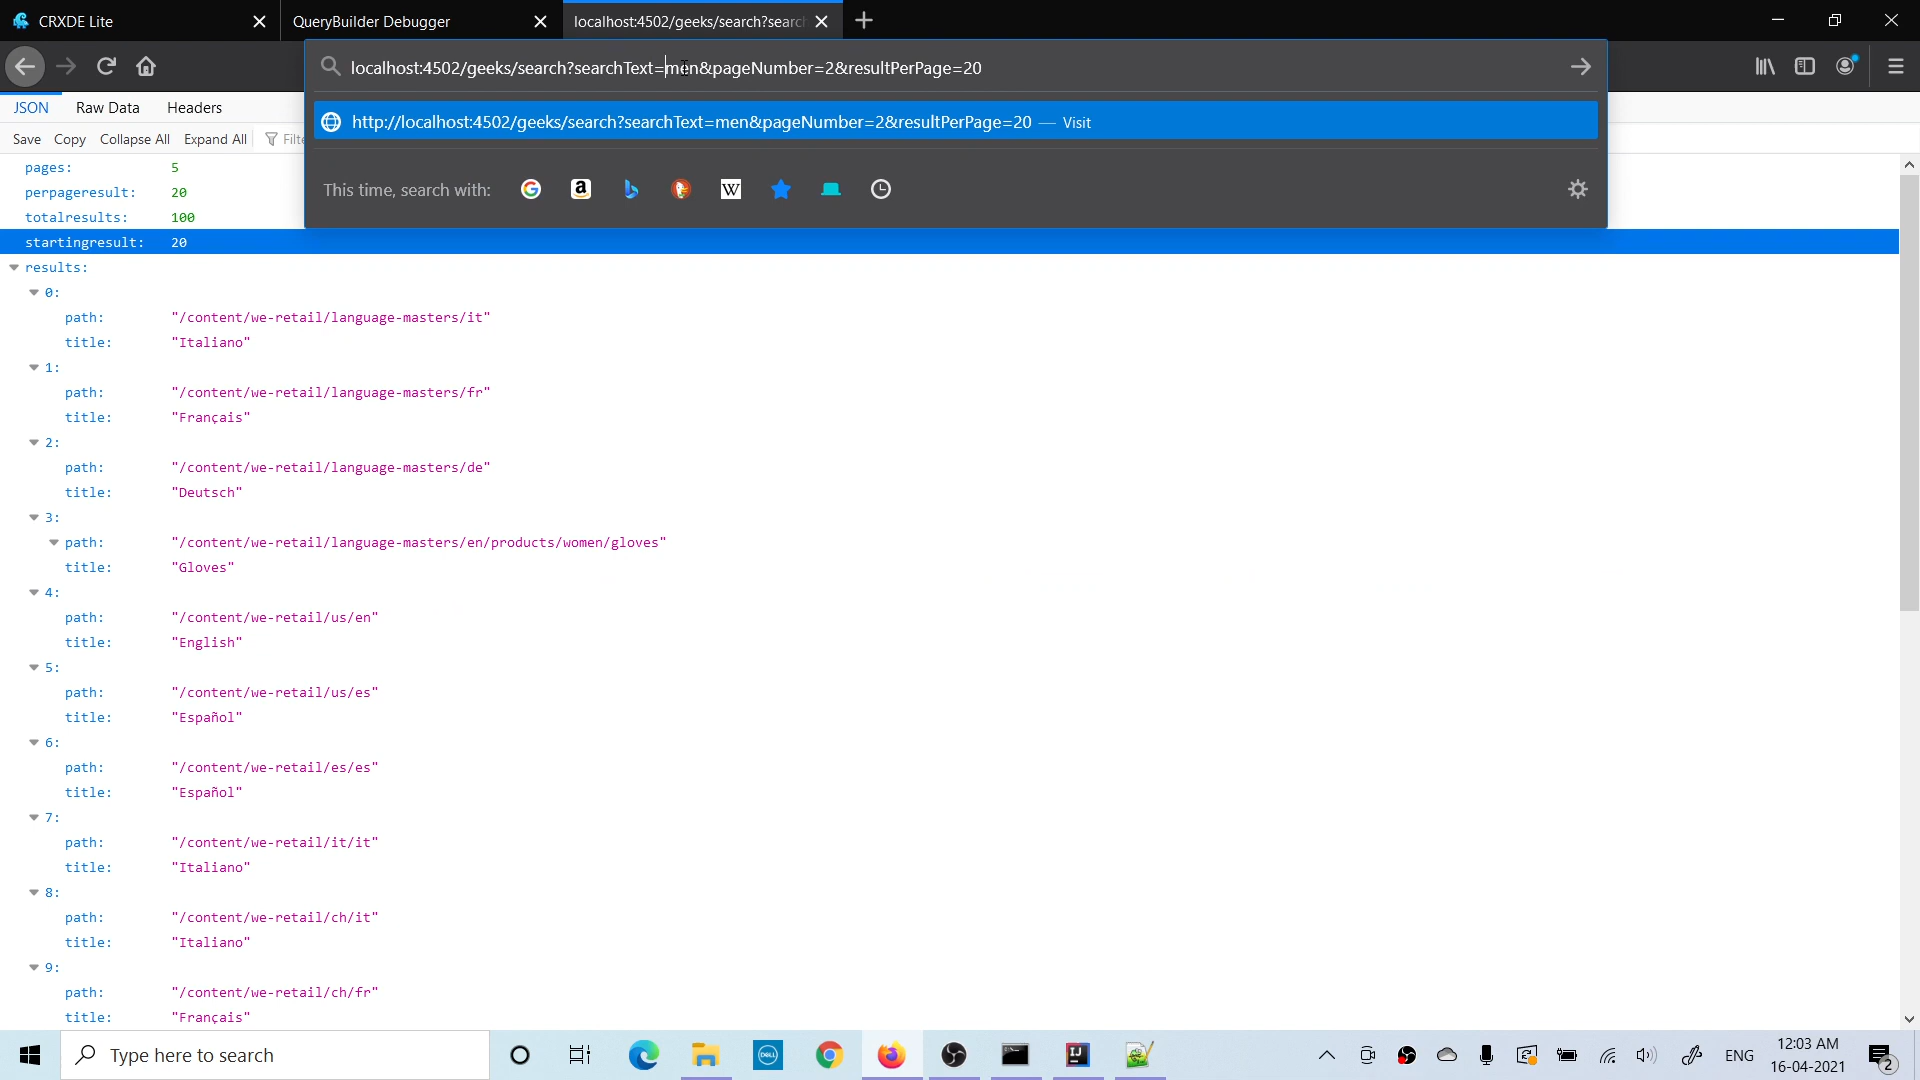 CRXDE Lite
QueryBuilder Debugger
localhost:4502/geeks/search?search
localhost:4502/geeks/search?searchText=men&pageNumber=2&resultPerPage=20
http://localhost:4502/geeks/search?searchText=men&pageNumber=2&resultPerPage=20 — Visit
This time, search with:
JSON Raw Data Headers
Save Copy Collapse All Expand All
pages: 5
perpageresult: 20
totalresults: 100
startingresult: 20
results:
0:
path: "/content/we-retail/language-masters/it"
title: "Italiano"
1:
path: "/content/we-retail/language-masters/fr"
title: "Français"
2:
path: "/content/we-retail/language-masters/de"
title: "Deutsch"
3:
path: "/content/we-retail/language-masters/en/products/women/gloves"
title: "Gloves"
4:
path: "/content/we-retail/us/en"
title: "English"
5:
path: "/content/we-retail/us/es"
title: "Español"
6:
path: "/content/we-retail/es/es"
title: "Español"
7:
path: "/content/we-retail/it/it"
title: "Italiano"
8:
path: "/content/we-retail/ch/it"
title: "Italiano"
9:
path: "/content/we-retail/ch/fr"
title: "Français"
Type here to search
ENG
12:03 AM
16-04-2021
2